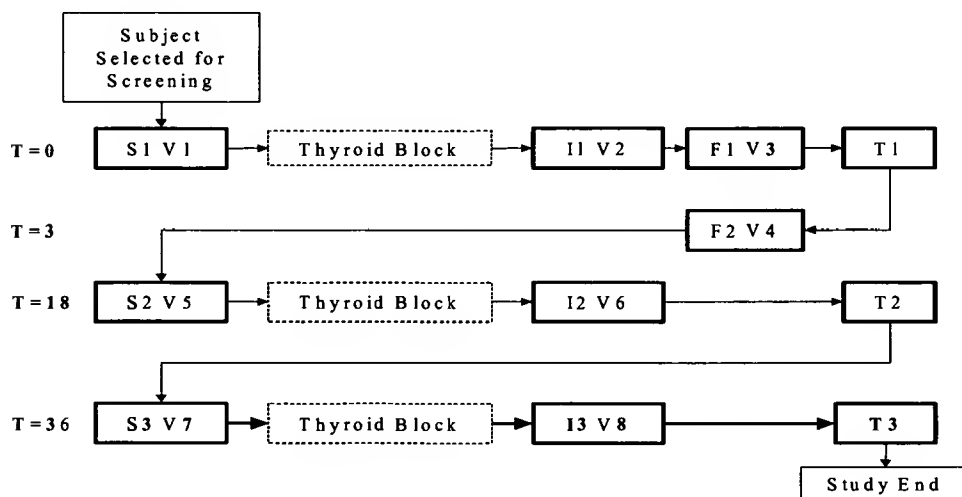 Subject
Selected for
Screening
T=0
S1 V1
Thyroid Block
I1 V2
F1 V3
T1
T=3
F2 V4
T=18
S2 V5
Thyroid Block
I2 V6
T2
T=36
S3 V7
Thyroid Block
I3 V8
T3
Study End